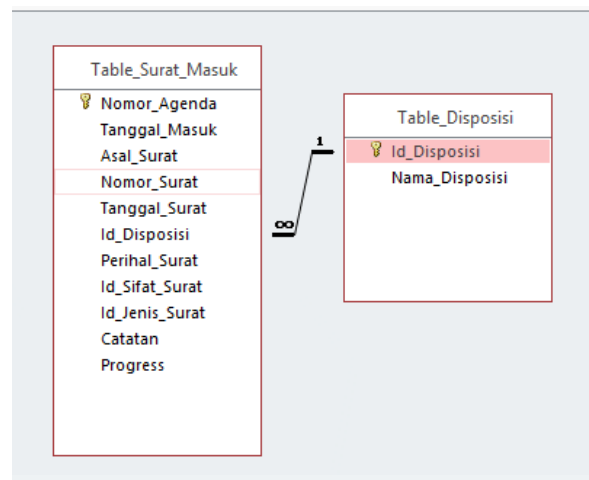 Table_Surat_Masuk
Nomor_Agenda
Tanggal_Masuk
Asal_Surat
Nomor_Surat
Tanggal_Surat
Id_Disposisi
Perihal_Surat
Id_Sifat_Surat
Id_Jenis_Surat
Catatan
Progress
1
∞
Table_Disposisi
Id_Disposisi
Nama_Disposisi